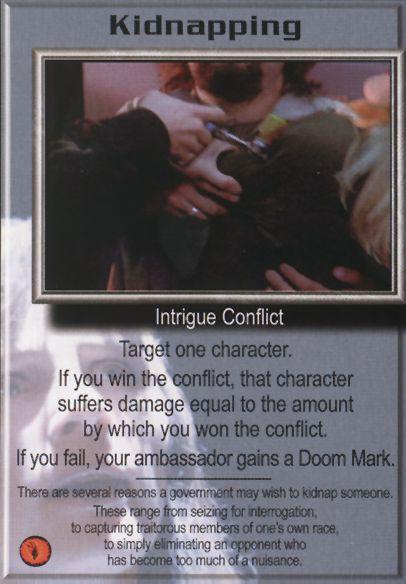 Kidnapping
Intrigue Conflict
Target one character.
If you win the conflict, that character
suffers damage equal to the amount
by which you won the conflict.
If you fail, your ambassador gains a Doom Mark.
There are several reasons a government may wish to kidnap someone.
These range from seizing for interrogation,
to capturing traitorous members of one's own race,
to simply eliminating an opponent who
has become too much of a nuisance.